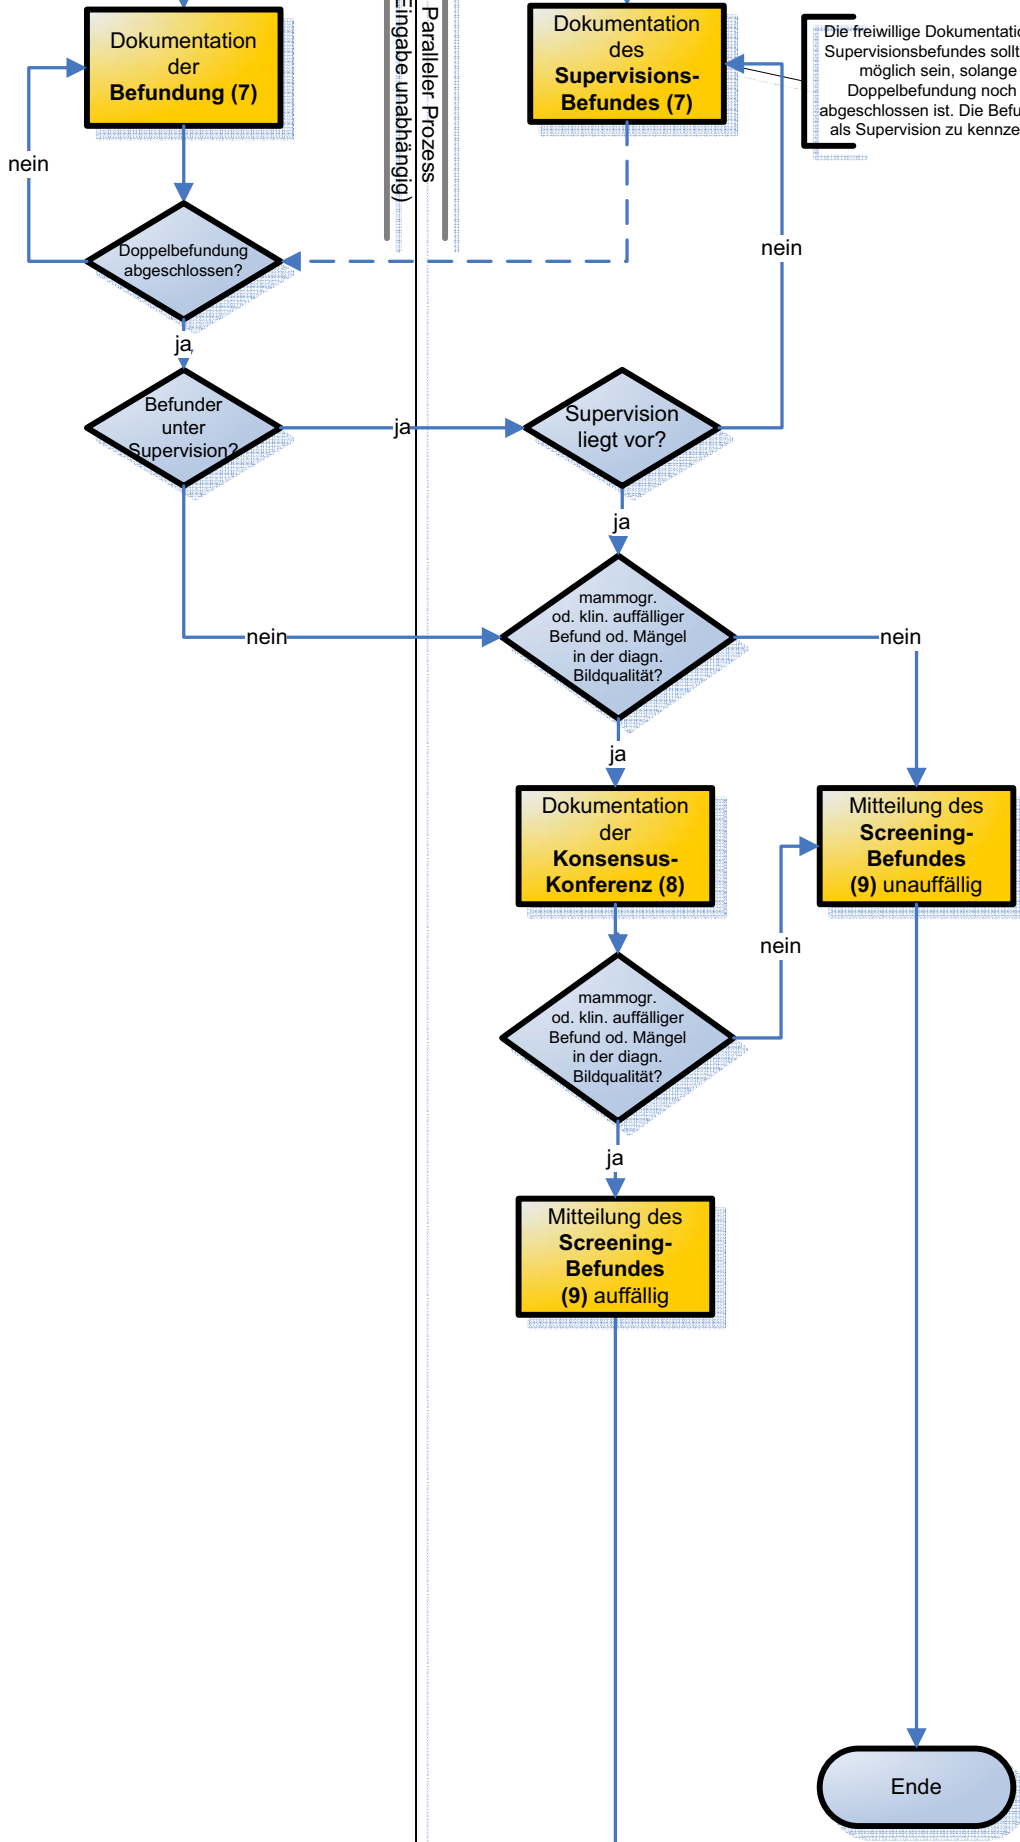 Dokumentation
der
Befundung (7)
nein
Doppelbefundung
abgeschlossen?
ja
Befunder
unter
Supervision?
ja
nein
Paralleler Prozess
Eingabe unabhängig)
Dokumentation
des
Supervisions-
Befundes (7)
Die freiwillige
Supervisionsbefundes
möglich sein, solange
Doppelbefundung noch
abgeschlossen ist. Die
als Supervision zu
nein
Supervision
liegt vor?
ja
mammogr.
od. klin. auffälliger
Befund od. Mängel
in der diagn.
Bildqualität?
nein
ja
Dokumentation
der
Konsensus-
Konferenz (8)
Mitteilung des
Screening-
Befundes
(9) unauffällig
nein
mammogr.
od. klin. auffälliger
Befund od. Mängel
in der diagn.
Bildqualität?
ja
Mitteilung des
Screening-
Befundes
(9) auffällig
Ende